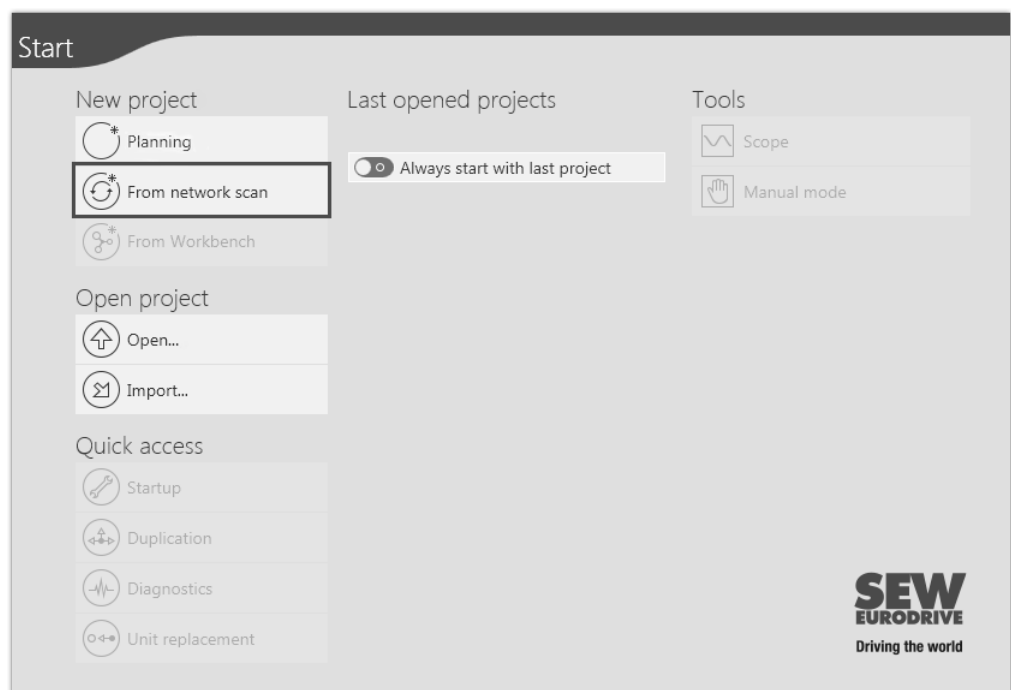 Start
New project
Planning
From network scan
From Workbench
Open project
Open...
Import...
Quick access
Startup
Duplication
Diagnostics
Unit replacement
Last opened projects
Always start with last project
Tools
Scope
Manual mode
SEW
EURODRIVE
Driving the world